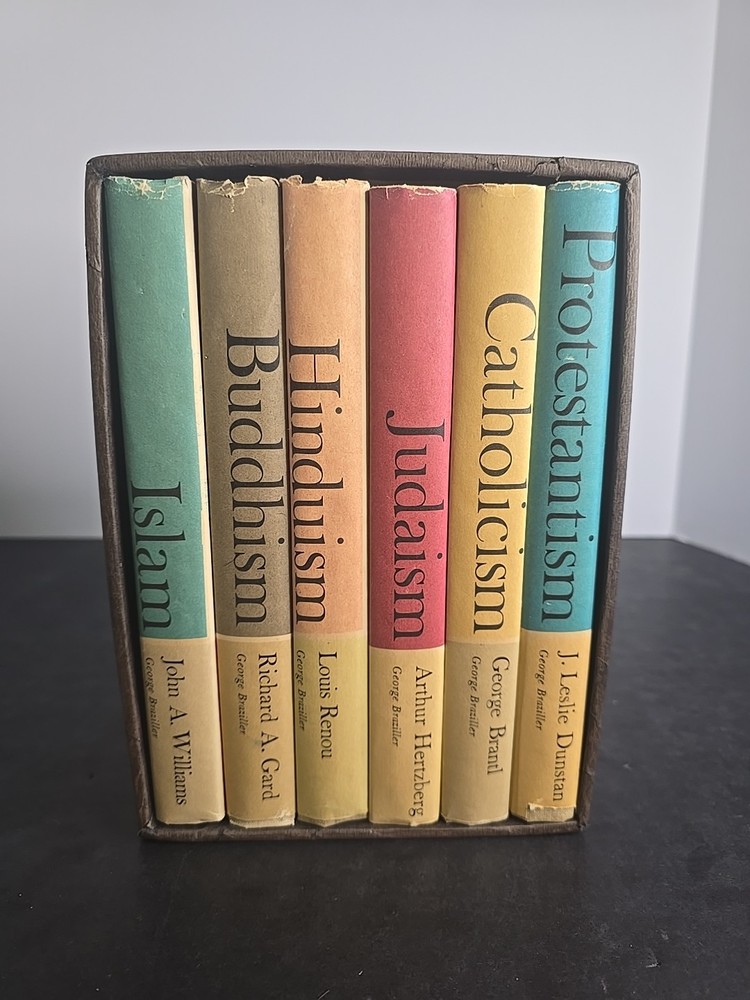 Islam
John A. Williams
George Braziller
Buddhism
Richard A. Gard
George Braziller
Hinduism
Louis Renou
George Braziller
Judaism
Arthur Hertzberg
George Braziller
Catholicism
George Brantl
George Braziller
Protestantism
J. Leslie Dunstan
George Braziller